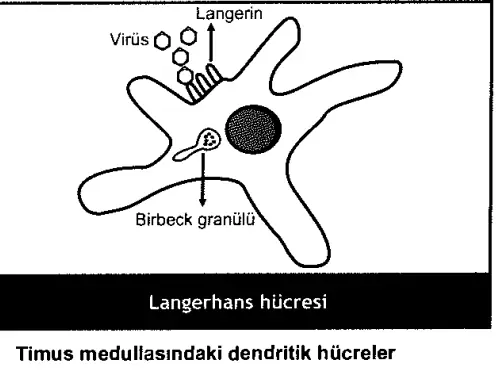 Langerin
Virüs
Birbeck granülü
Langerhans hücresi
Timus medullasındaki dendritik hücreler